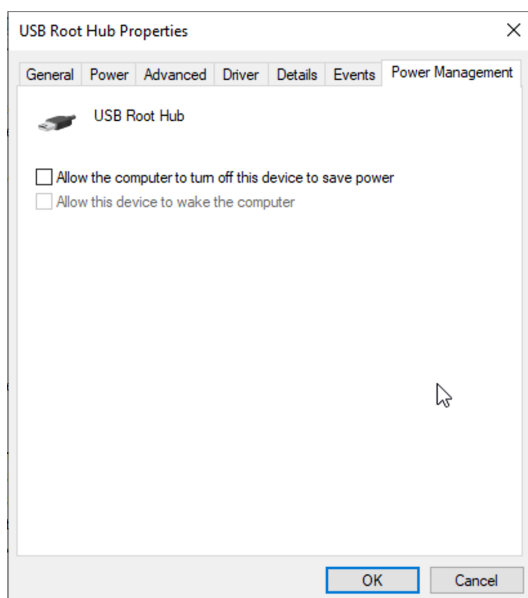 USB Root Hub Properties
General Power Advanced Driver Details Events Power Management
USB Root Hub
Allow the computer to turn off this device to save power
Allow this device to wake the computer
OK Cancel